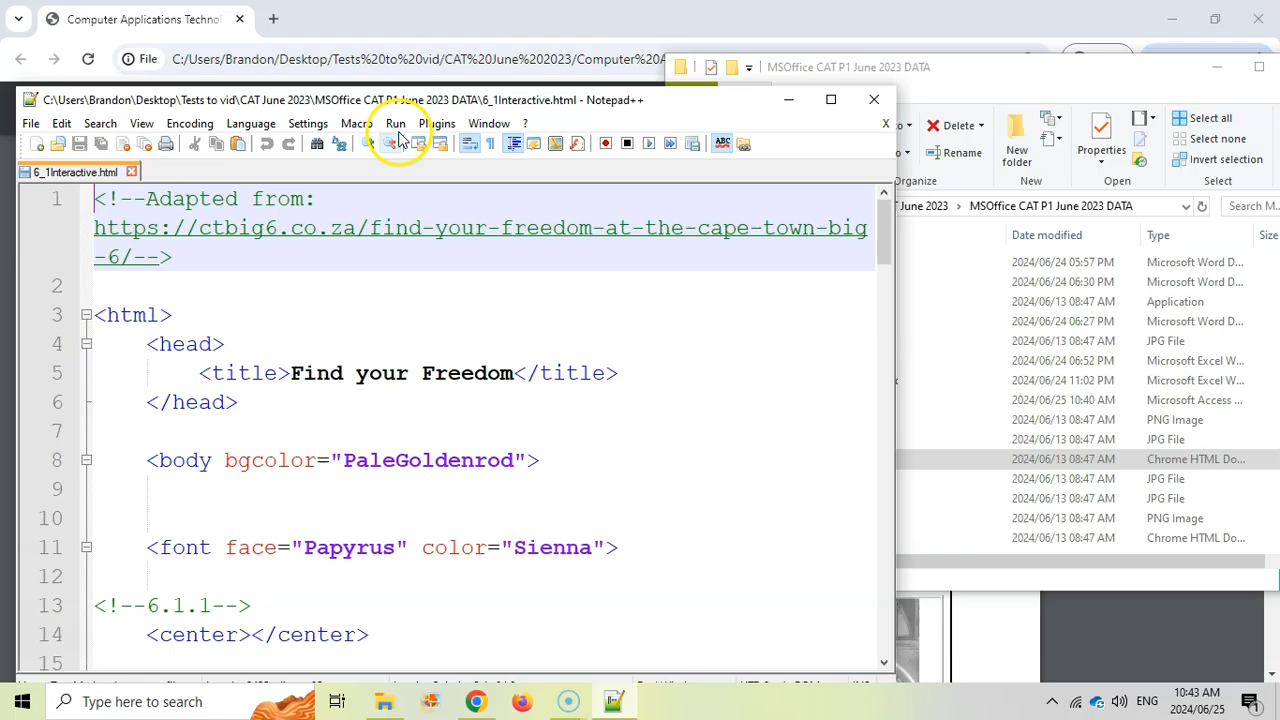 Computer Applications Techno
File
C:/Users/Brandon/Desktop/Tests%20to%20vid/CAT%20June%202023/Computer%20A
MSOffice CAT P1 June 2023 DATA
C:\Users\Brandon\Desktop\Tests to vid\CAT June 2023\MSOffice CAT P1 June 2023 DATA\6_1Interactive.html - Notepad++
File Edit Search View Encoding Language Settings Macro Run Plugins Window ? X
6_1Interactive.html
1 <!--Adapted from:
https://ctbig6.co.za/find-your-freedom-at-the-cape-town-big
-6/-->
2
3 <html>
4 <head>
5 <title>Find your Freedom</title>
6 </head>
7
8 <body bgcolor="PaleGoldenrod">
9
10
11 <font face="Papyrus" color="Sienna">
12
13 <!--6.1.1-->
14 <center></center>
15
Delete
Rename
Organize
New
folder
New
Properties
Open
Select all
Select none
Invert selection
Select
June 2023 > MSOffice CAT P1 June 2023 DATA
Search M...
Date modified Type Size
2024/06/24 05:57 PM Microsoft Word D...
2024/06/24 06:30 PM Microsoft Word D...
2024/06/13 08:47 AM Application
2024/06/24 06:27 PM Microsoft Word D...
2024/06/13 08:47 AM JPG File
2024/06/24 06:52 PM Microsoft Excel W...
2024/06/24 11:02 PM Microsoft Excel W...
2024/06/25 10:40 AM Microsoft Access ...
2024/06/13 08:47 AM PNG Image
2024/06/13 08:47 AM JPG File
2024/06/13 08:47 AM Chrome HTML Do...
2024/06/13 08:47 AM JPG File
2024/06/13 08:47 AM JPG File
2024/06/13 08:47 AM PNG Image
2024/06/13 08:47 AM Chrome HTML Do...
Type here to search
10:43 AM
2024/06/25
1